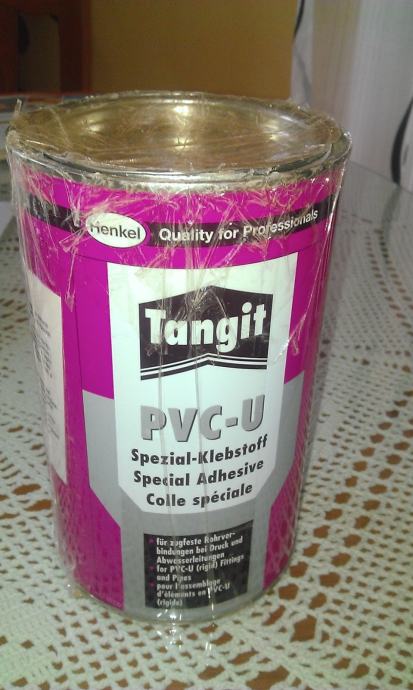 Henkel Quality for Professionals
Tangit
PVC-U
Spezial-Klebstoff
Special Adhesive
Colle spéciale
für zugfeste Rohrver-
bindungen bei Druck und
Abwasserleitungen
for PVC-U (rigid) Fittings
and Pipes
pour l'assemblage
d'éléments en PVC-U
(rigide)